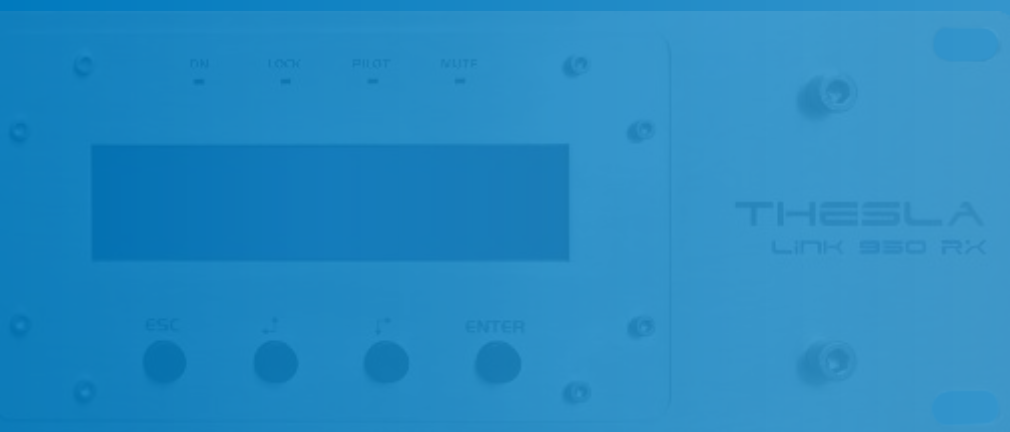 ON LOCK PILOT MUTE
THESLA
LINK 950 RX
ESC ENTER